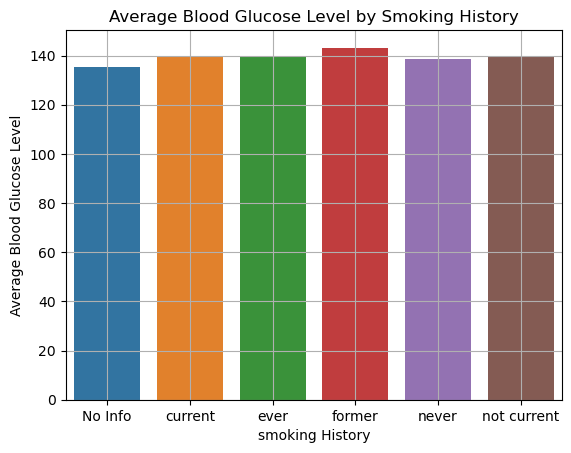 Average Blood Glucose Level by Smoking History
Average Blood Glucose Level
140
120
100
80
60
40
20
0
No Info current ever former never not current
smoking History